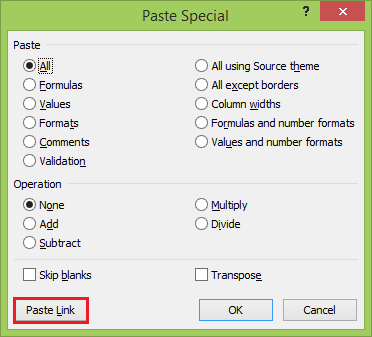 Paste Special
?
Paste
All
All using Source theme
Formulas
All except borders
Values
Column widths
Formats
Formulas and number formats
Comments
Values and number formats
Validation
Operation
None
Multiply
Add
Divide
Subtract
Skip blanks
Transpose
Paste Link
OK
Cancel